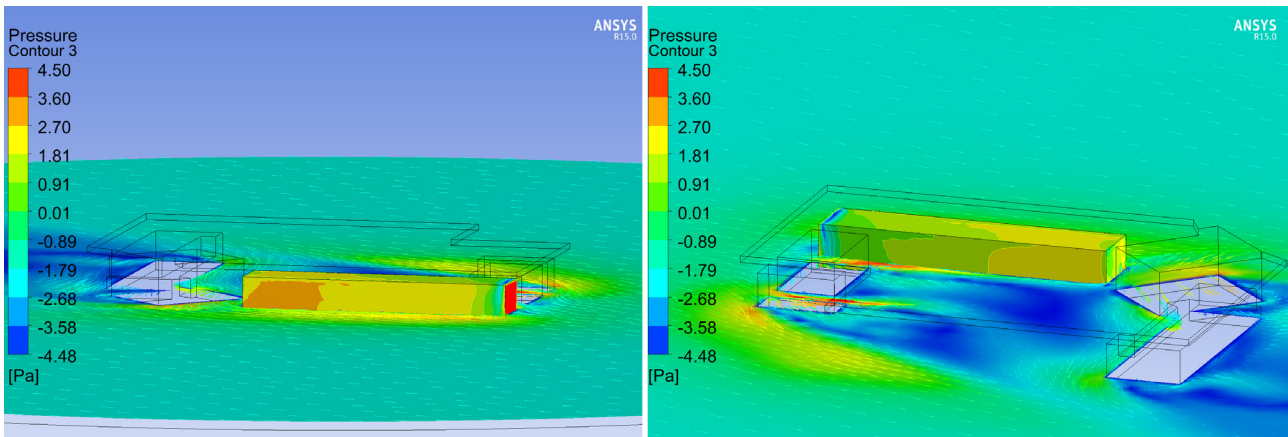 ANSYS
R15.0
Pressure
Contour 3
4.50
3.60
2.70
1.81
0.91
0.01
-0.89
-1.79
-2.68
-3.58
-4.48
[Pa]
ANSYS
R15.0
Pressure
Contour 3
4.50
3.60
2.70
1.81
0.91
0.01
-0.89
-1.79
-2.68
-3.58
-4.48
[Pa]